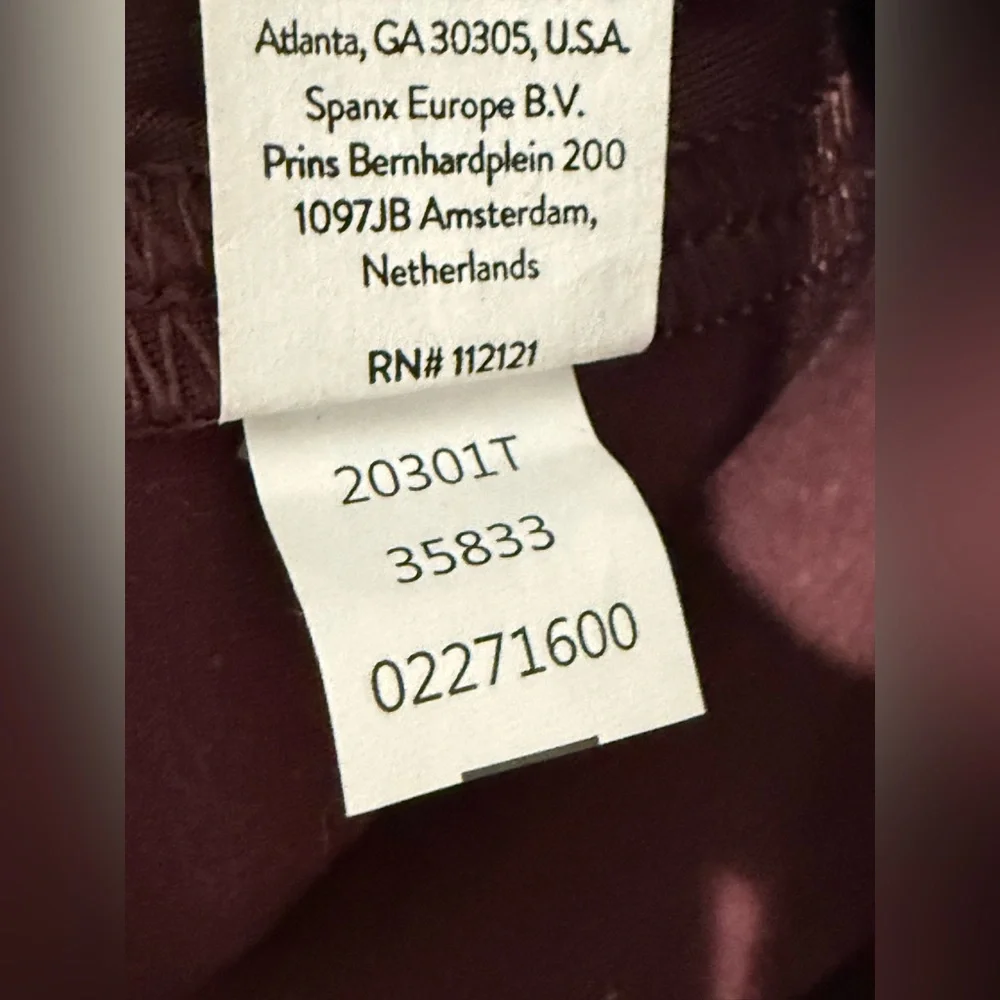 Atlanta, GA 30305, U.S.A.
Spanx Europe B.V.
Prins Bernhardplein 200
1097JB Amsterdam,
Netherlands
RN# 112121
20301T
35833
02271600